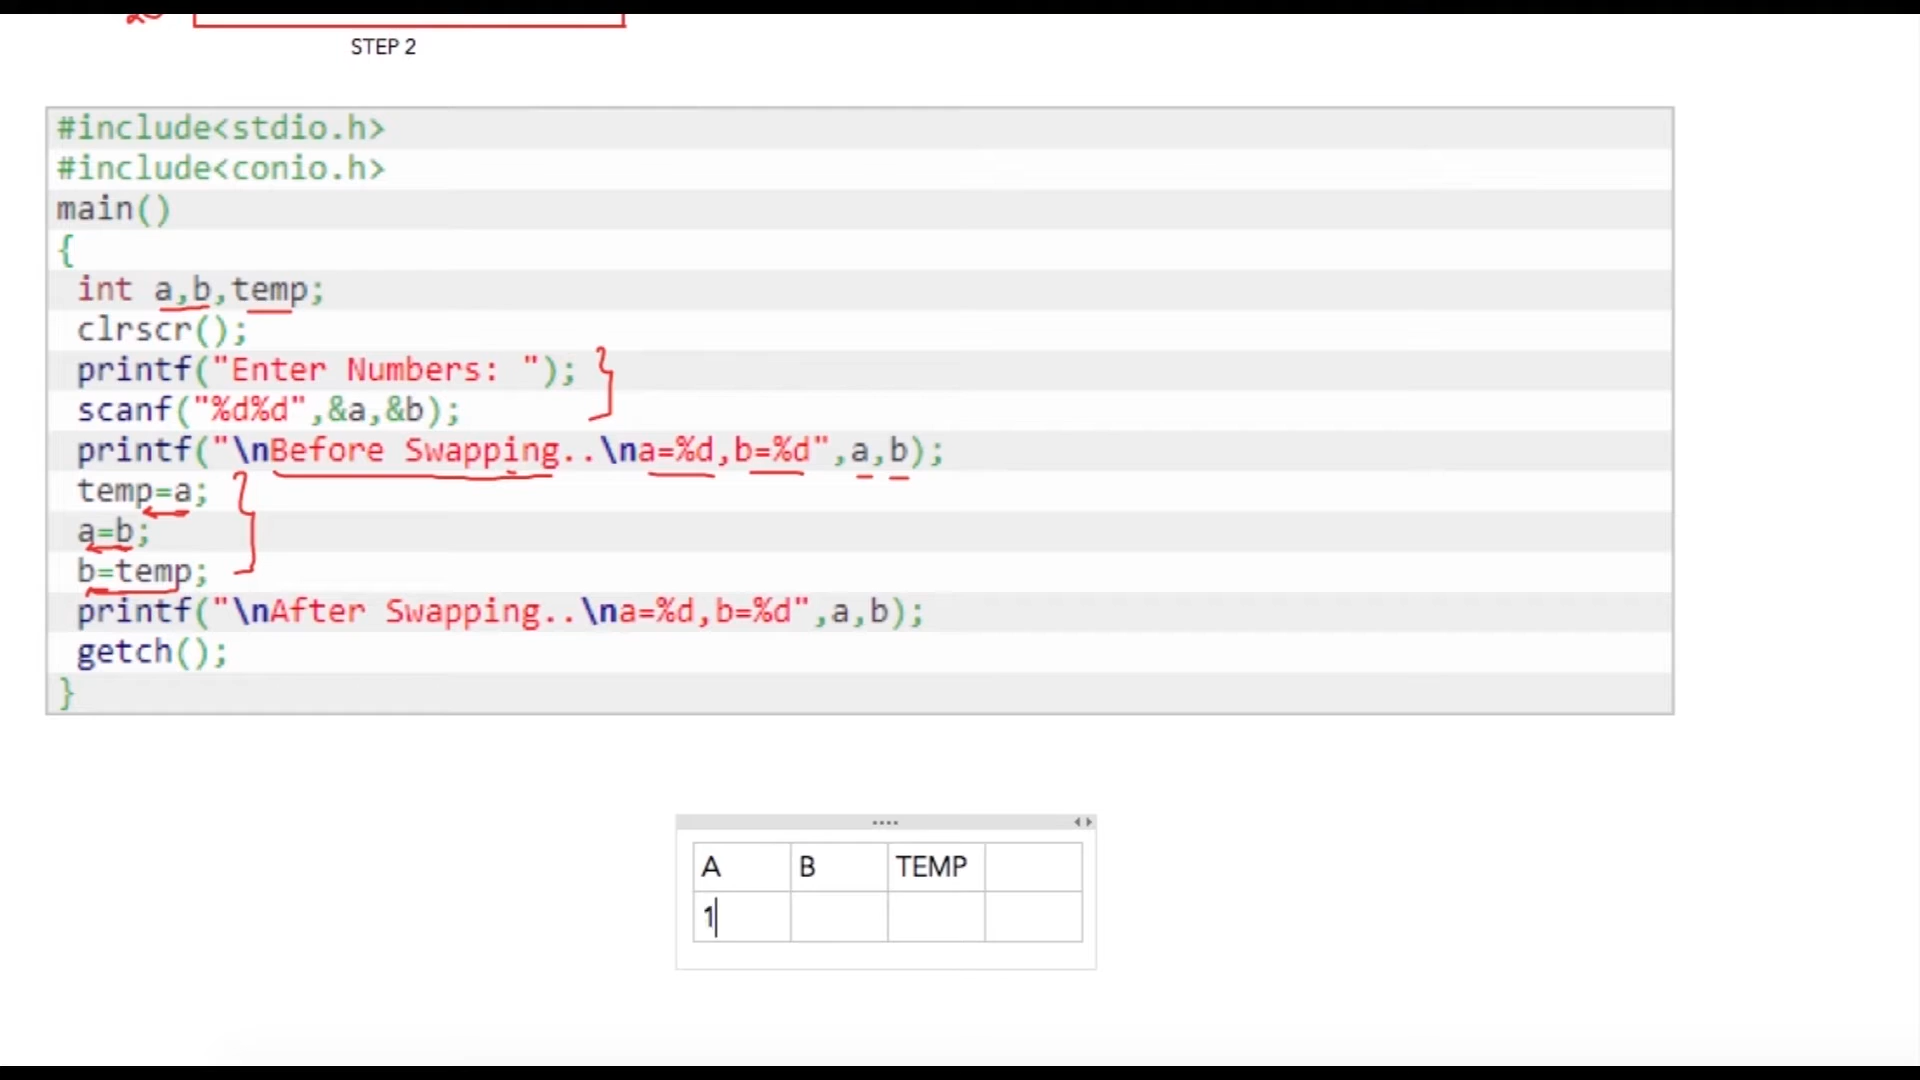 STEP 2
#include<stdio.h>
#include<conio.h>
main()
{
int a,b,temp;
clrscr();
printf("Enter Numbers: ");
scanf("%d%d",&a,&b);
printf("\nBefore Swapping..\na=%d,b=%d",a,b);
temp=a;
a=b;
b=temp;
printf("\nAfter Swapping..\na=%d,b=%d",a,b);
getch();
}
A B TEMP
1